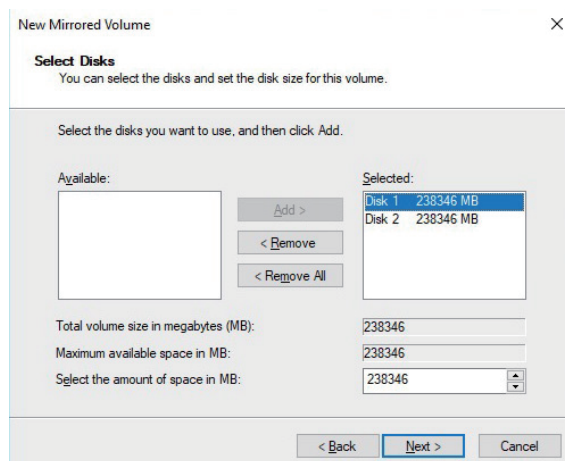 New Mirrored Volume
Select Disks
You can select the disks and set the disk size for this volume.
Select the disks you want to use, and then click Add.
Available:
Selected:
Add >
Disk 1 238346 MB
Disk 2 238346 MB
< Remove
< Remove All
Total volume size in megabytes (MB): 238346
Maximum available space in MB: 238346
Select the amount of space in MB: 238346
< Back Next > Cancel